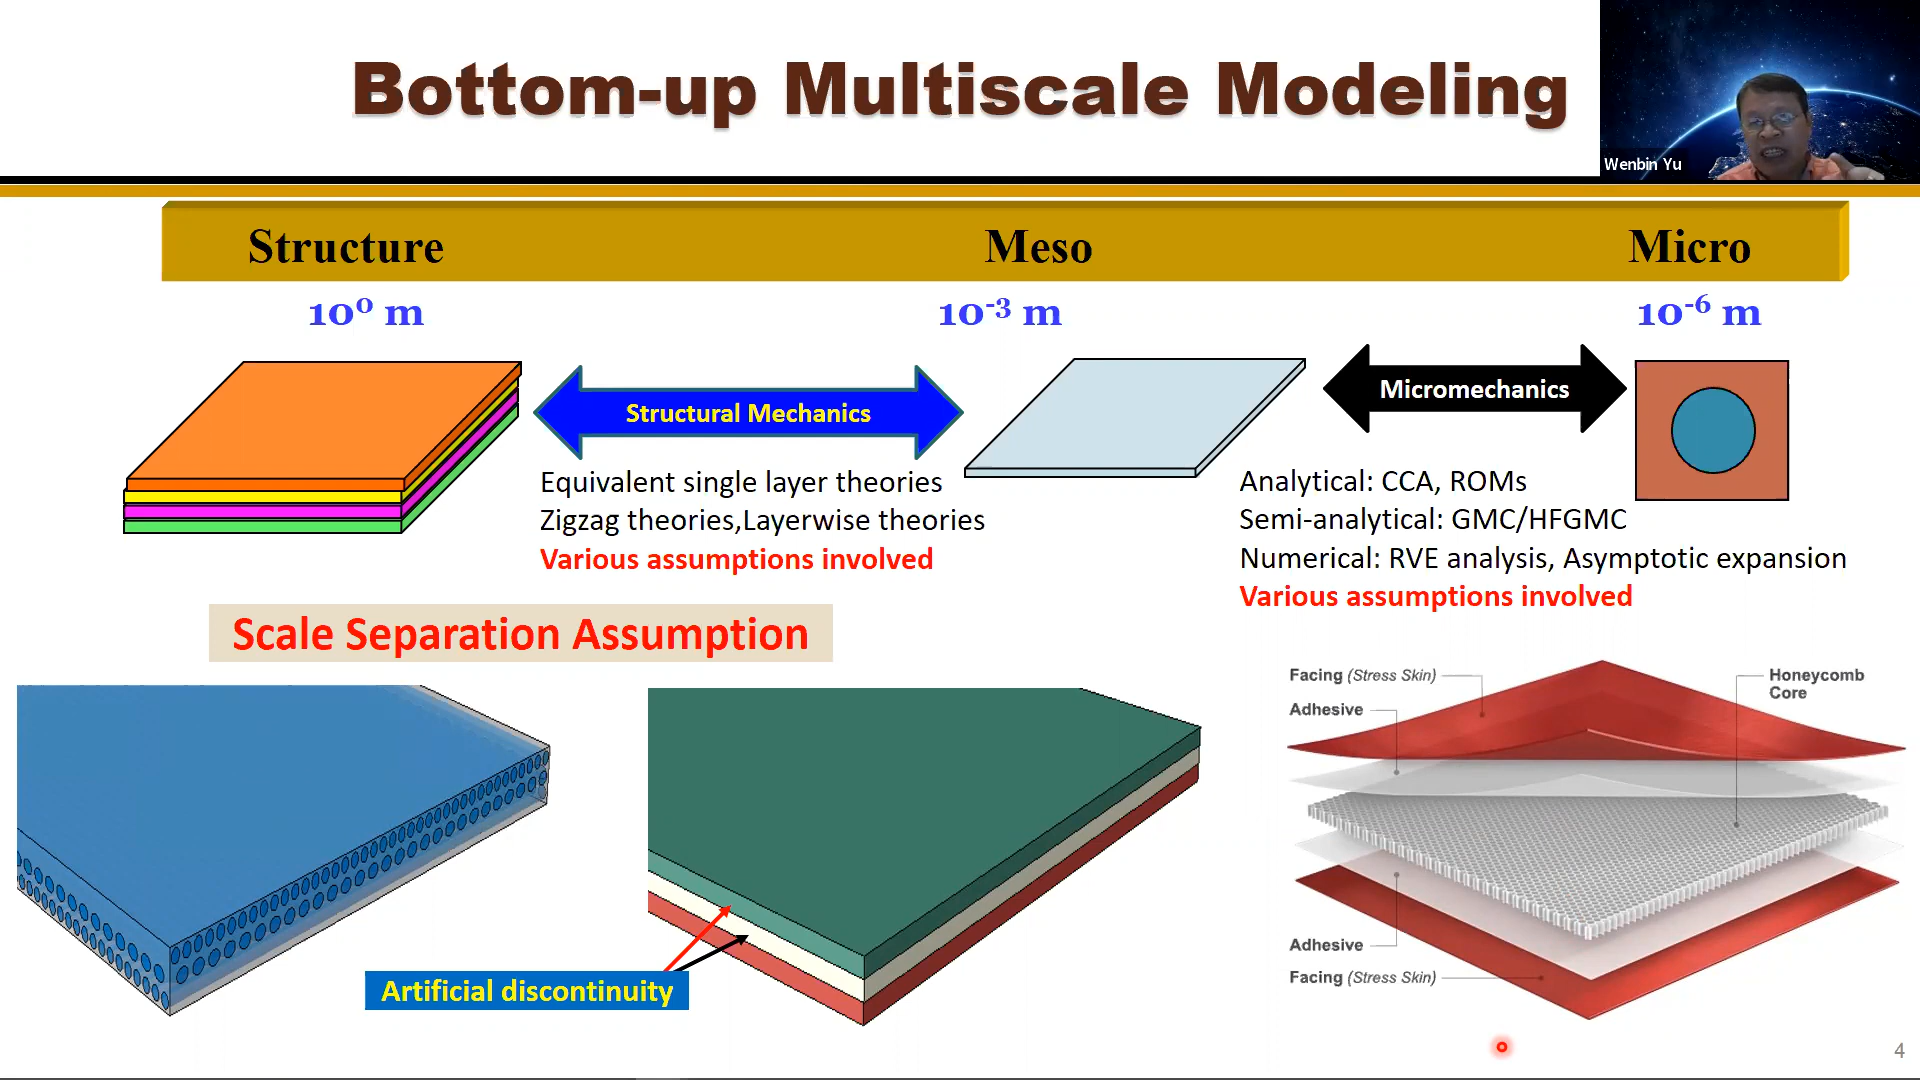 Bottom-up Multiscale Modeling
Wenbin Yu
Structure
Meso
Micro
10⁰ m
10⁻³ m
10⁻⁶ m
Structural Mechanics
Micromechanics
Equivalent single layer theories
Zigzag theories,Layerwise theories
Various assumptions involved
Analytical: CCA, ROMs
Semi-analytical: GMC/HFGMC
Numerical: RVE analysis, Asymptotic expansion
Various assumptions involved
Scale Separation Assumption
Artificial discontinuity
Facing (Stress Skin)
Adhesive
Honeycomb
Core
Adhesive
Facing (Stress Skin)
4